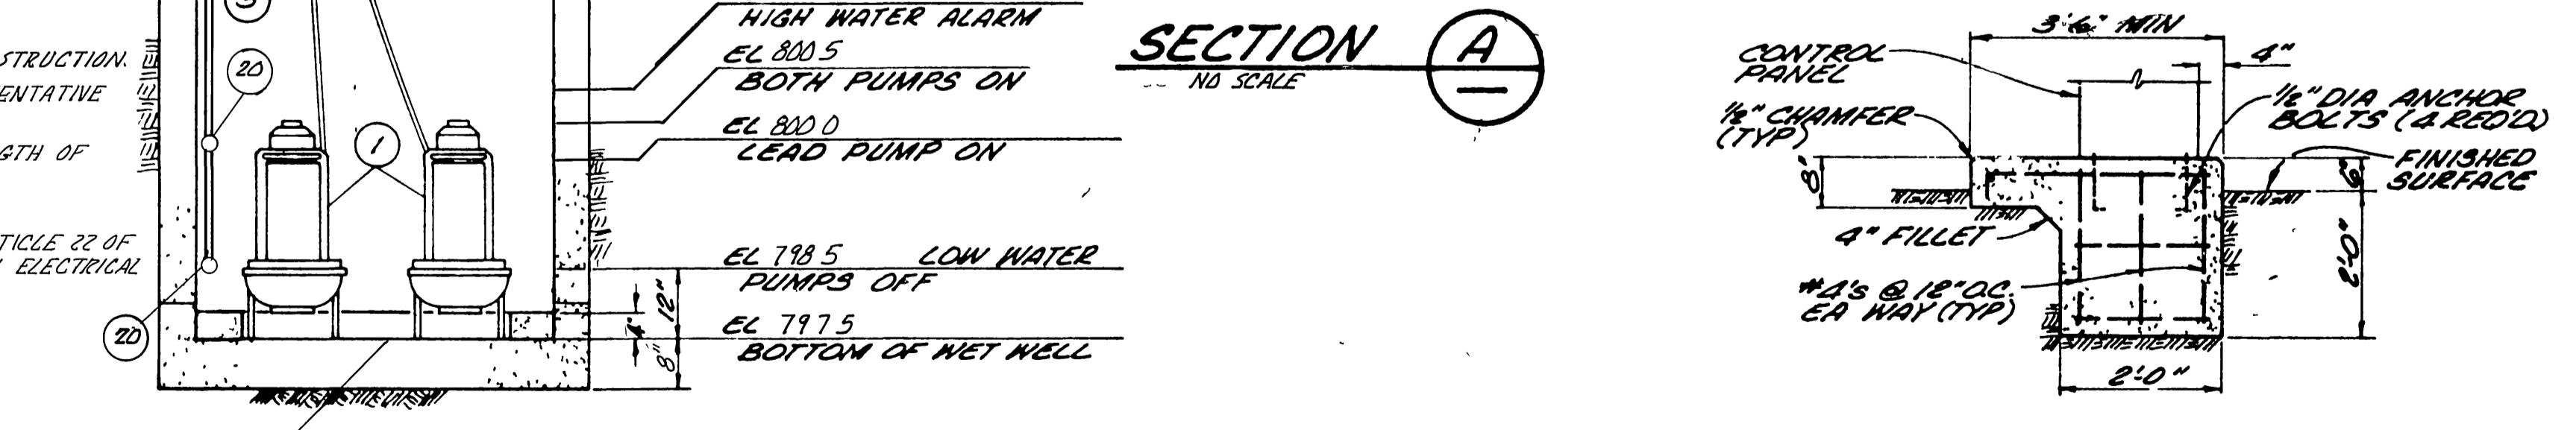 STRUCTION.
ENTATIVE
GTH OF
TICLE 22 OF
ELECTRICAL
20
1
20
HIGH WATER ALARM
EL 800 5
BOTH PUMPS ON
EL 800 0
LEAD PUMP ON
EL 798 5 LOW WATER
PUMPS OFF
EL 797 5
BOTTOM OF WET WELL
12"
4"
8"
SECTION A
NO SCALE
3'6" MIN
4"
CONTROL
PANEL
1/2" CHAMFER
(TYP)
8"
4" FILLET
#4's @ 12" O.C.
EA WAY (TYP)
1/2" DIA ANCHOR
BOLTS (4 REQ'D)
FINISHED
SURFACE
6"
2'-0"
2'-0"